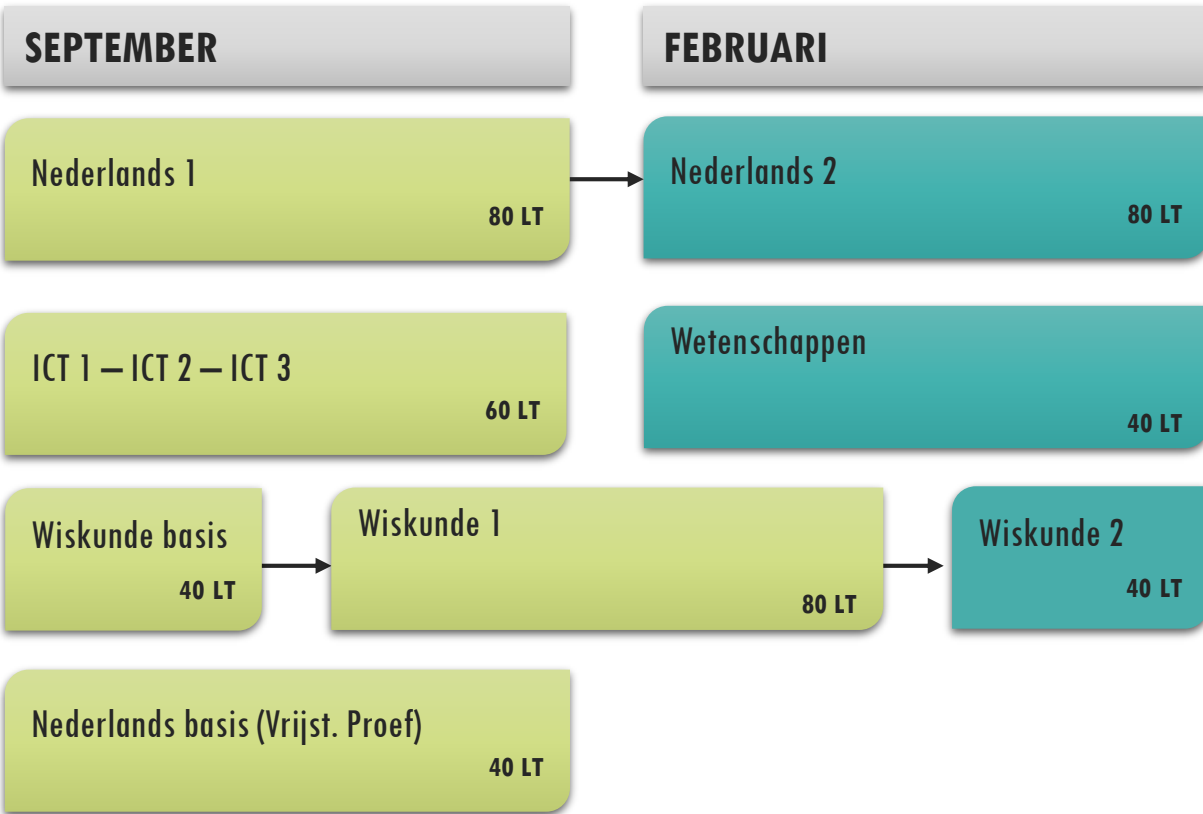 SEPTEMBER
FEBRUARI
Nederlands 1
80 LT
Nederlands 2
80 LT
ICT 1 – ICT 2 – ICT 3
60 LT
Wetenschappen
40 LT
Wiskunde basis
40 LT
Wiskunde 1
80 LT
Wiskunde 2
40 LT
Nederlands basis (Vrijst. Proef)
40 LT